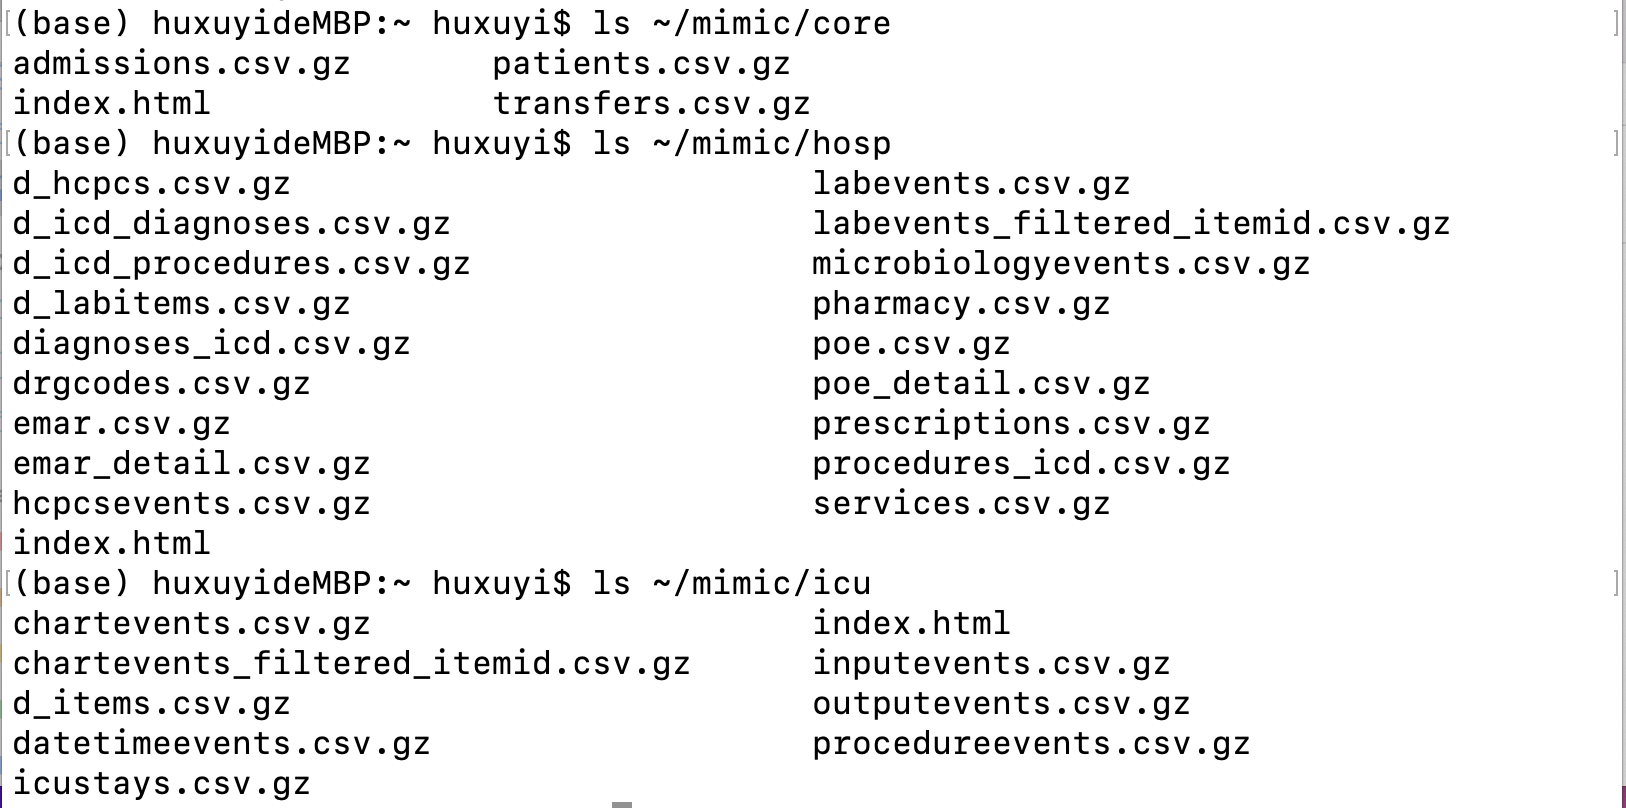 [(base) huxuyideMBP:~ huxuyi$ ls ~/mimic/core ]
admissions.csv.gz patients.csv.gz
index.html transfers.csv.gz
[(base) huxuyideMBP:~ huxuyi$ ls ~/mimic/hosp ]
d_hcpcs.csv.gz labevents.csv.gz
d_icd_diagnoses.csv.gz labevents_filtered_itemid.csv.gz
d_icd_procedures.csv.gz microbiologyevents.csv.gz
d_labitems.csv.gz pharmacy.csv.gz
diagnoses_icd.csv.gz poe.csv.gz
drgcodes.csv.gz poe_detail.csv.gz
emar.csv.gz prescriptions.csv.gz
emar_detail.csv.gz procedures_icd.csv.gz
hcpcsevents.csv.gz services.csv.gz
index.html
[(base) huxuyideMBP:~ huxuyi$ ls ~/mimic/icu ]
chartevents.csv.gz index.html
chartevents_filtered_itemid.csv.gz inputevents.csv.gz
d_items.csv.gz outputevents.csv.gz
datetimeevents.csv.gz procedureevents.csv.gz
icustays.csv.gz